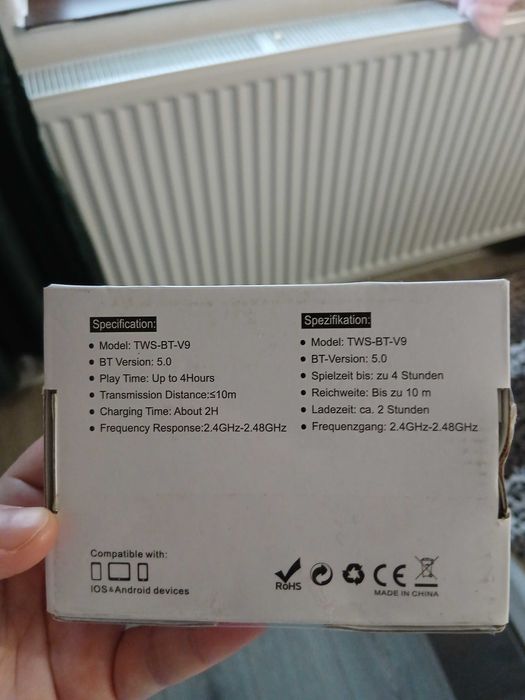 Specification:
• Model: TWS-BT-V9
• BT Version: 5.0
• Play Time: Up to 4Hours
• Transmission Distance:≤10m
• Charging Time: About 2H
• Frequency Response:2.4GHz-2.48GHz
Spezifikation:
• Model: TWS-BT-V9
• BT-Version: 5.0
• Spielzeit bis: zu 4 Stunden
• Reichweite: Bis zu 10 m
• Ladezeit: ca. 2 Stunden
• Frequenzgang: 2.4GHz-2.48GHz
Compatible with:
iOS&Android devices
RoHS
CE
MADE IN CHINA